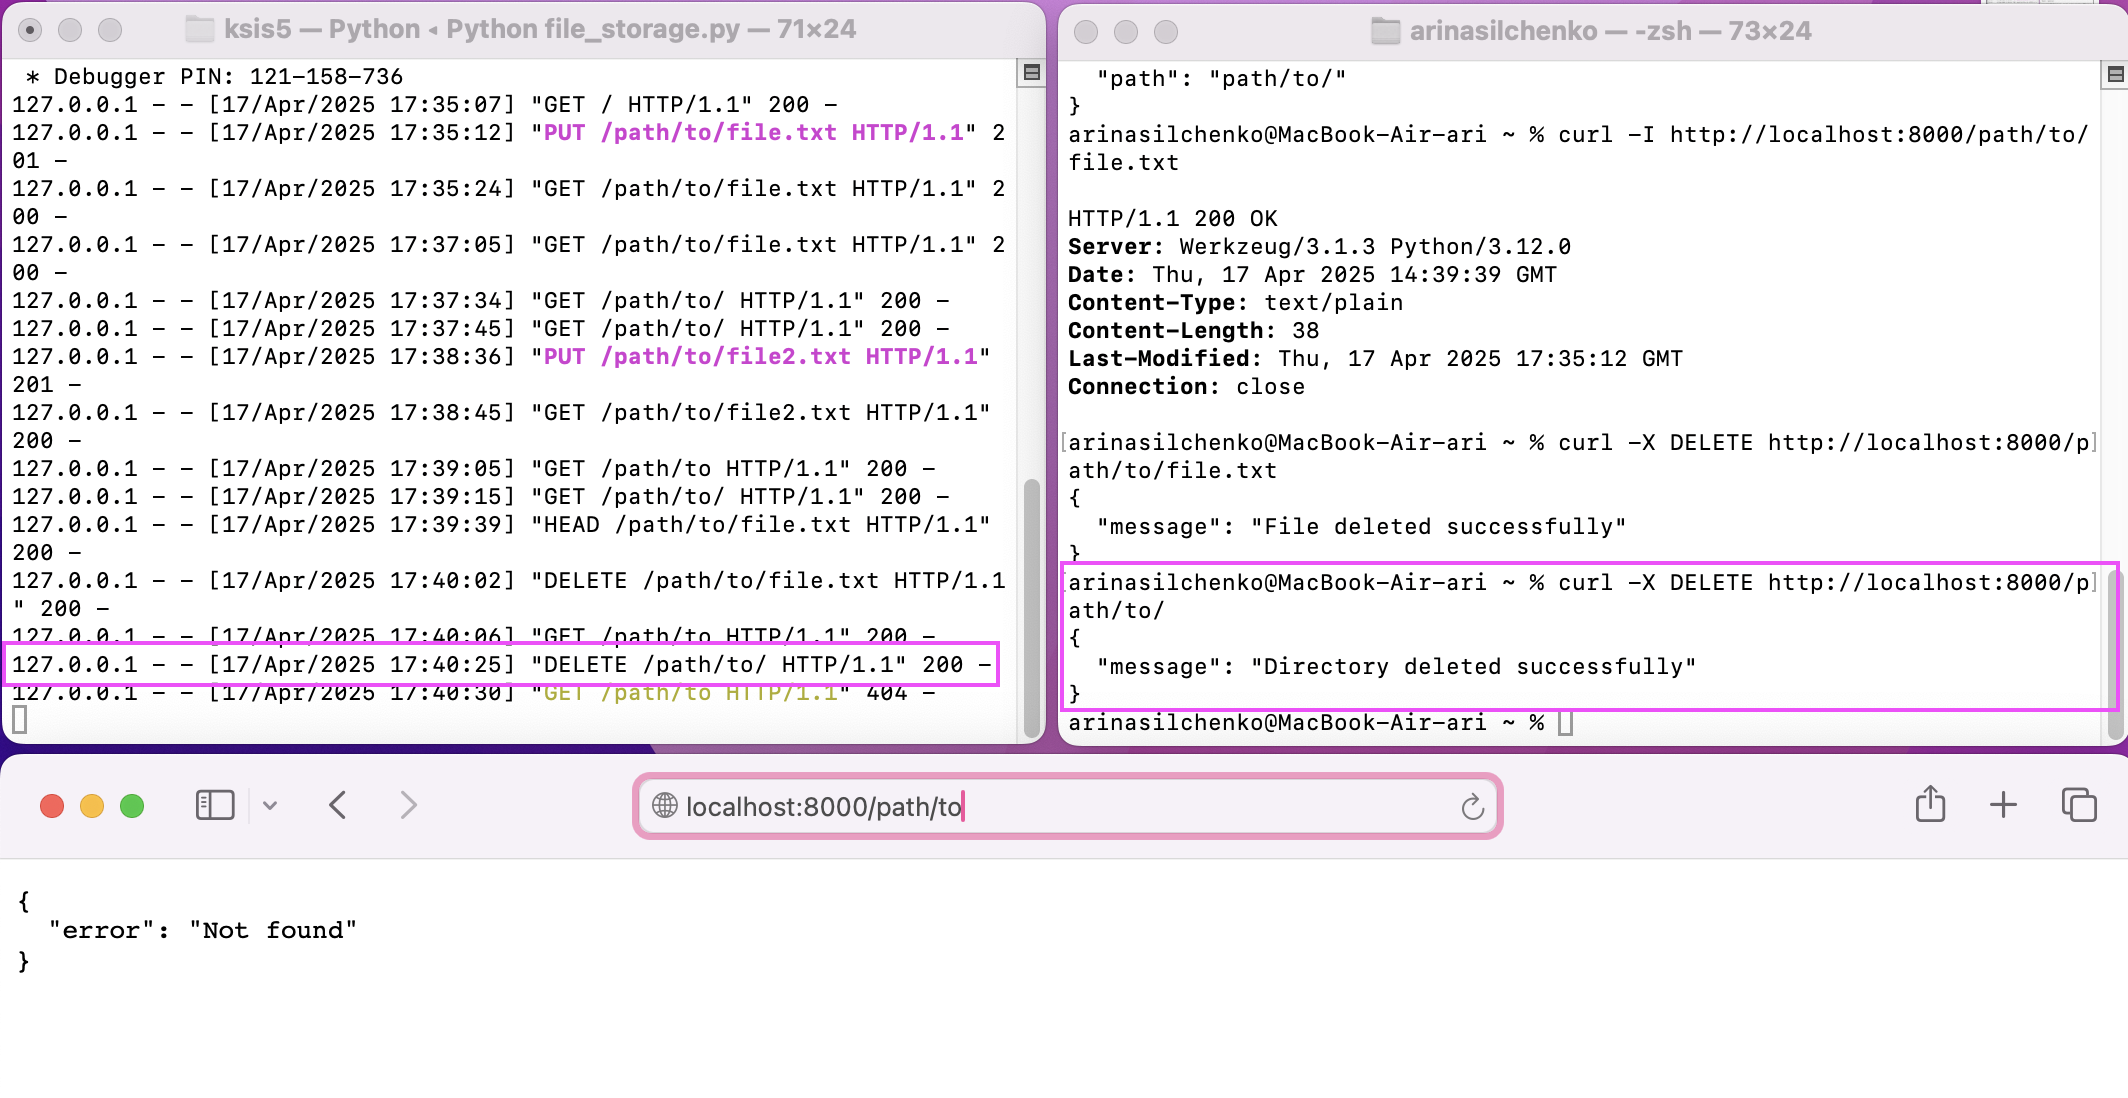 ksis5 — Python ◂ Python file_storage.py — 71×24
* Debugger PIN: 121-158-736
127.0.0.1 - - [17/Apr/2025 17:35:07] "GET / HTTP/1.1" 200 -
127.0.0.1 - - [17/Apr/2025 17:35:12] "PUT /path/to/file.txt HTTP/1.1" 2
01 -
127.0.0.1 - - [17/Apr/2025 17:35:24] "GET /path/to/file.txt HTTP/1.1" 2
00 -
127.0.0.1 - - [17/Apr/2025 17:37:05] "GET /path/to/file.txt HTTP/1.1" 2
00 -
127.0.0.1 - - [17/Apr/2025 17:37:34] "GET /path/to/ HTTP/1.1" 200 -
127.0.0.1 - - [17/Apr/2025 17:37:45] "GET /path/to/ HTTP/1.1" 200 -
127.0.0.1 - - [17/Apr/2025 17:38:36] "PUT /path/to/file2.txt HTTP/1.1"
201 -
127.0.0.1 - - [17/Apr/2025 17:38:45] "GET /path/to/file2.txt HTTP/1.1"
200 -
127.0.0.1 - - [17/Apr/2025 17:39:05] "GET /path/to HTTP/1.1" 200 -
127.0.0.1 - - [17/Apr/2025 17:39:15] "GET /path/to/ HTTP/1.1" 200 -
127.0.0.1 - - [17/Apr/2025 17:39:39] "HEAD /path/to/file.txt HTTP/1.1"
200 -
127.0.0.1 - - [17/Apr/2025 17:40:02] "DELETE /path/to/file.txt HTTP/1.1
" 200 -
127.0.0.1 - - [17/Apr/2025 17:40:06] "GET /path/to HTTP/1.1" 200 -
127.0.0.1 - - [17/Apr/2025 17:40:25] "DELETE /path/to/ HTTP/1.1" 200 -
127.0.0.1 - - [17/Apr/2025 17:40:30] "GET /path/to HTTP/1.1" 404 -
arinasilchenko — -zsh — 73×24
"path": "path/to/"
}
arinasilchenko@MacBook-Air-ari ~ % curl -I http://localhost:8000/path/to/
file.txt
HTTP/1.1 200 OK
Server: Werkzeug/3.1.3 Python/3.12.0
Date: Thu, 17 Apr 2025 14:39:39 GMT
Content-Type: text/plain
Content-Length: 38
Last-Modified: Thu, 17 Apr 2025 17:35:12 GMT
Connection: close
[arinasilchenko@MacBook-Air-ari ~ % curl -X DELETE http://localhost:8000/p]
ath/to/file.txt
{
"message": "File deleted successfully"
}
[arinasilchenko@MacBook-Air-ari ~ % curl -X DELETE http://localhost:8000/p]
ath/to/
{
"message": "Directory deleted successfully"
}
arinasilchenko@MacBook-Air-ari ~ %
localhost:8000/path/to
{
"error": "Not found"
}